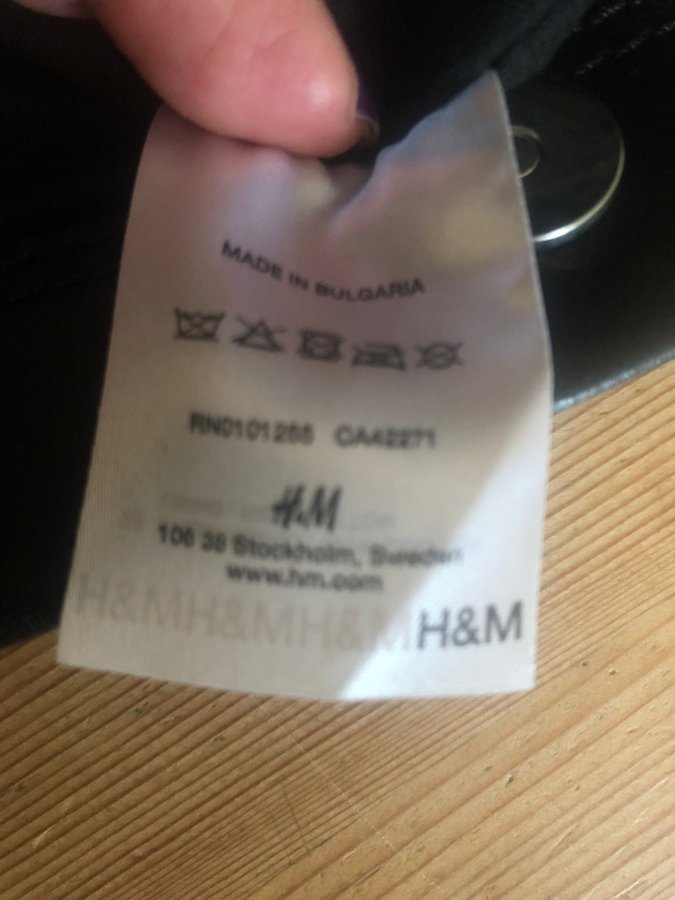 MADE IN BULGARIA
RN0101255 CA42271
H&M
106 38 Stockholm, Sweden
www.hm.com
H&MH&MH&MH&M